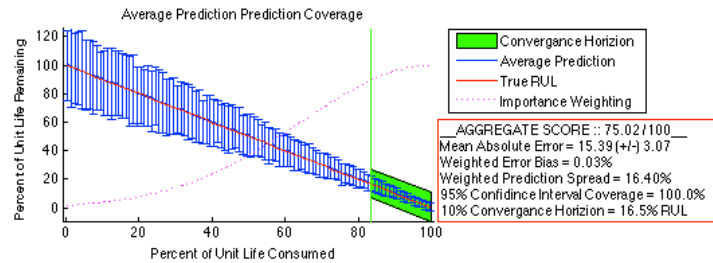 Average Prediction Prediction Coverage
Percent of Unit Life Remaining
120
100
80
60
40
20
0
0
20
40
60
80
100
Percent of Unit Life Consumed
Convergance Horizion
Average Prediction
True RUL
Importance Weighting
__AGGREGATE SCORE :: 75.02/100__
Mean Absolute Error = 15.39 (+/-) 3.07
Weighted Error Bias = 0.03%
Weighted Prediction Spread = 16.40%
95% Confidince Interval Coverage = 100.0%
10% Convergance Horizion = 16.5% RUL